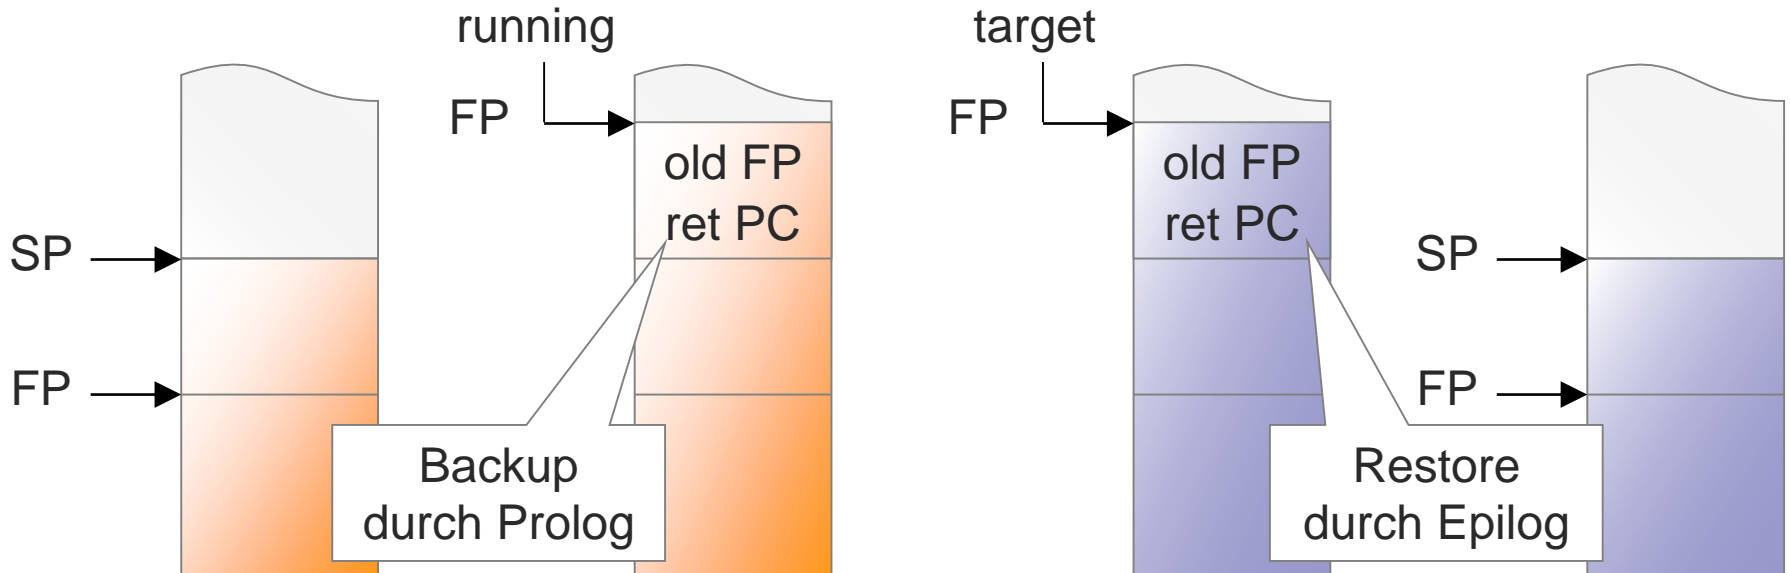 running
target
FP
FP
old FP
ret PC
old FP
ret PC
SP
SP
FP
FP
Backup
durch Prolog
Restore
durch Epilog